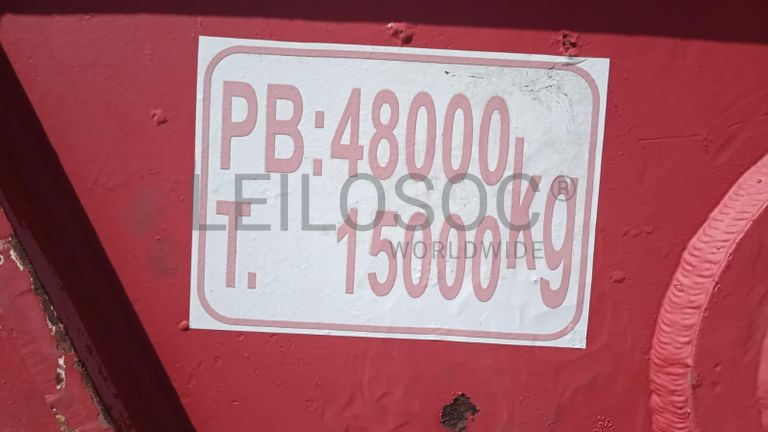 PB:48000
T. 15000
kg
LEILOSOC®
WORLDWIDE